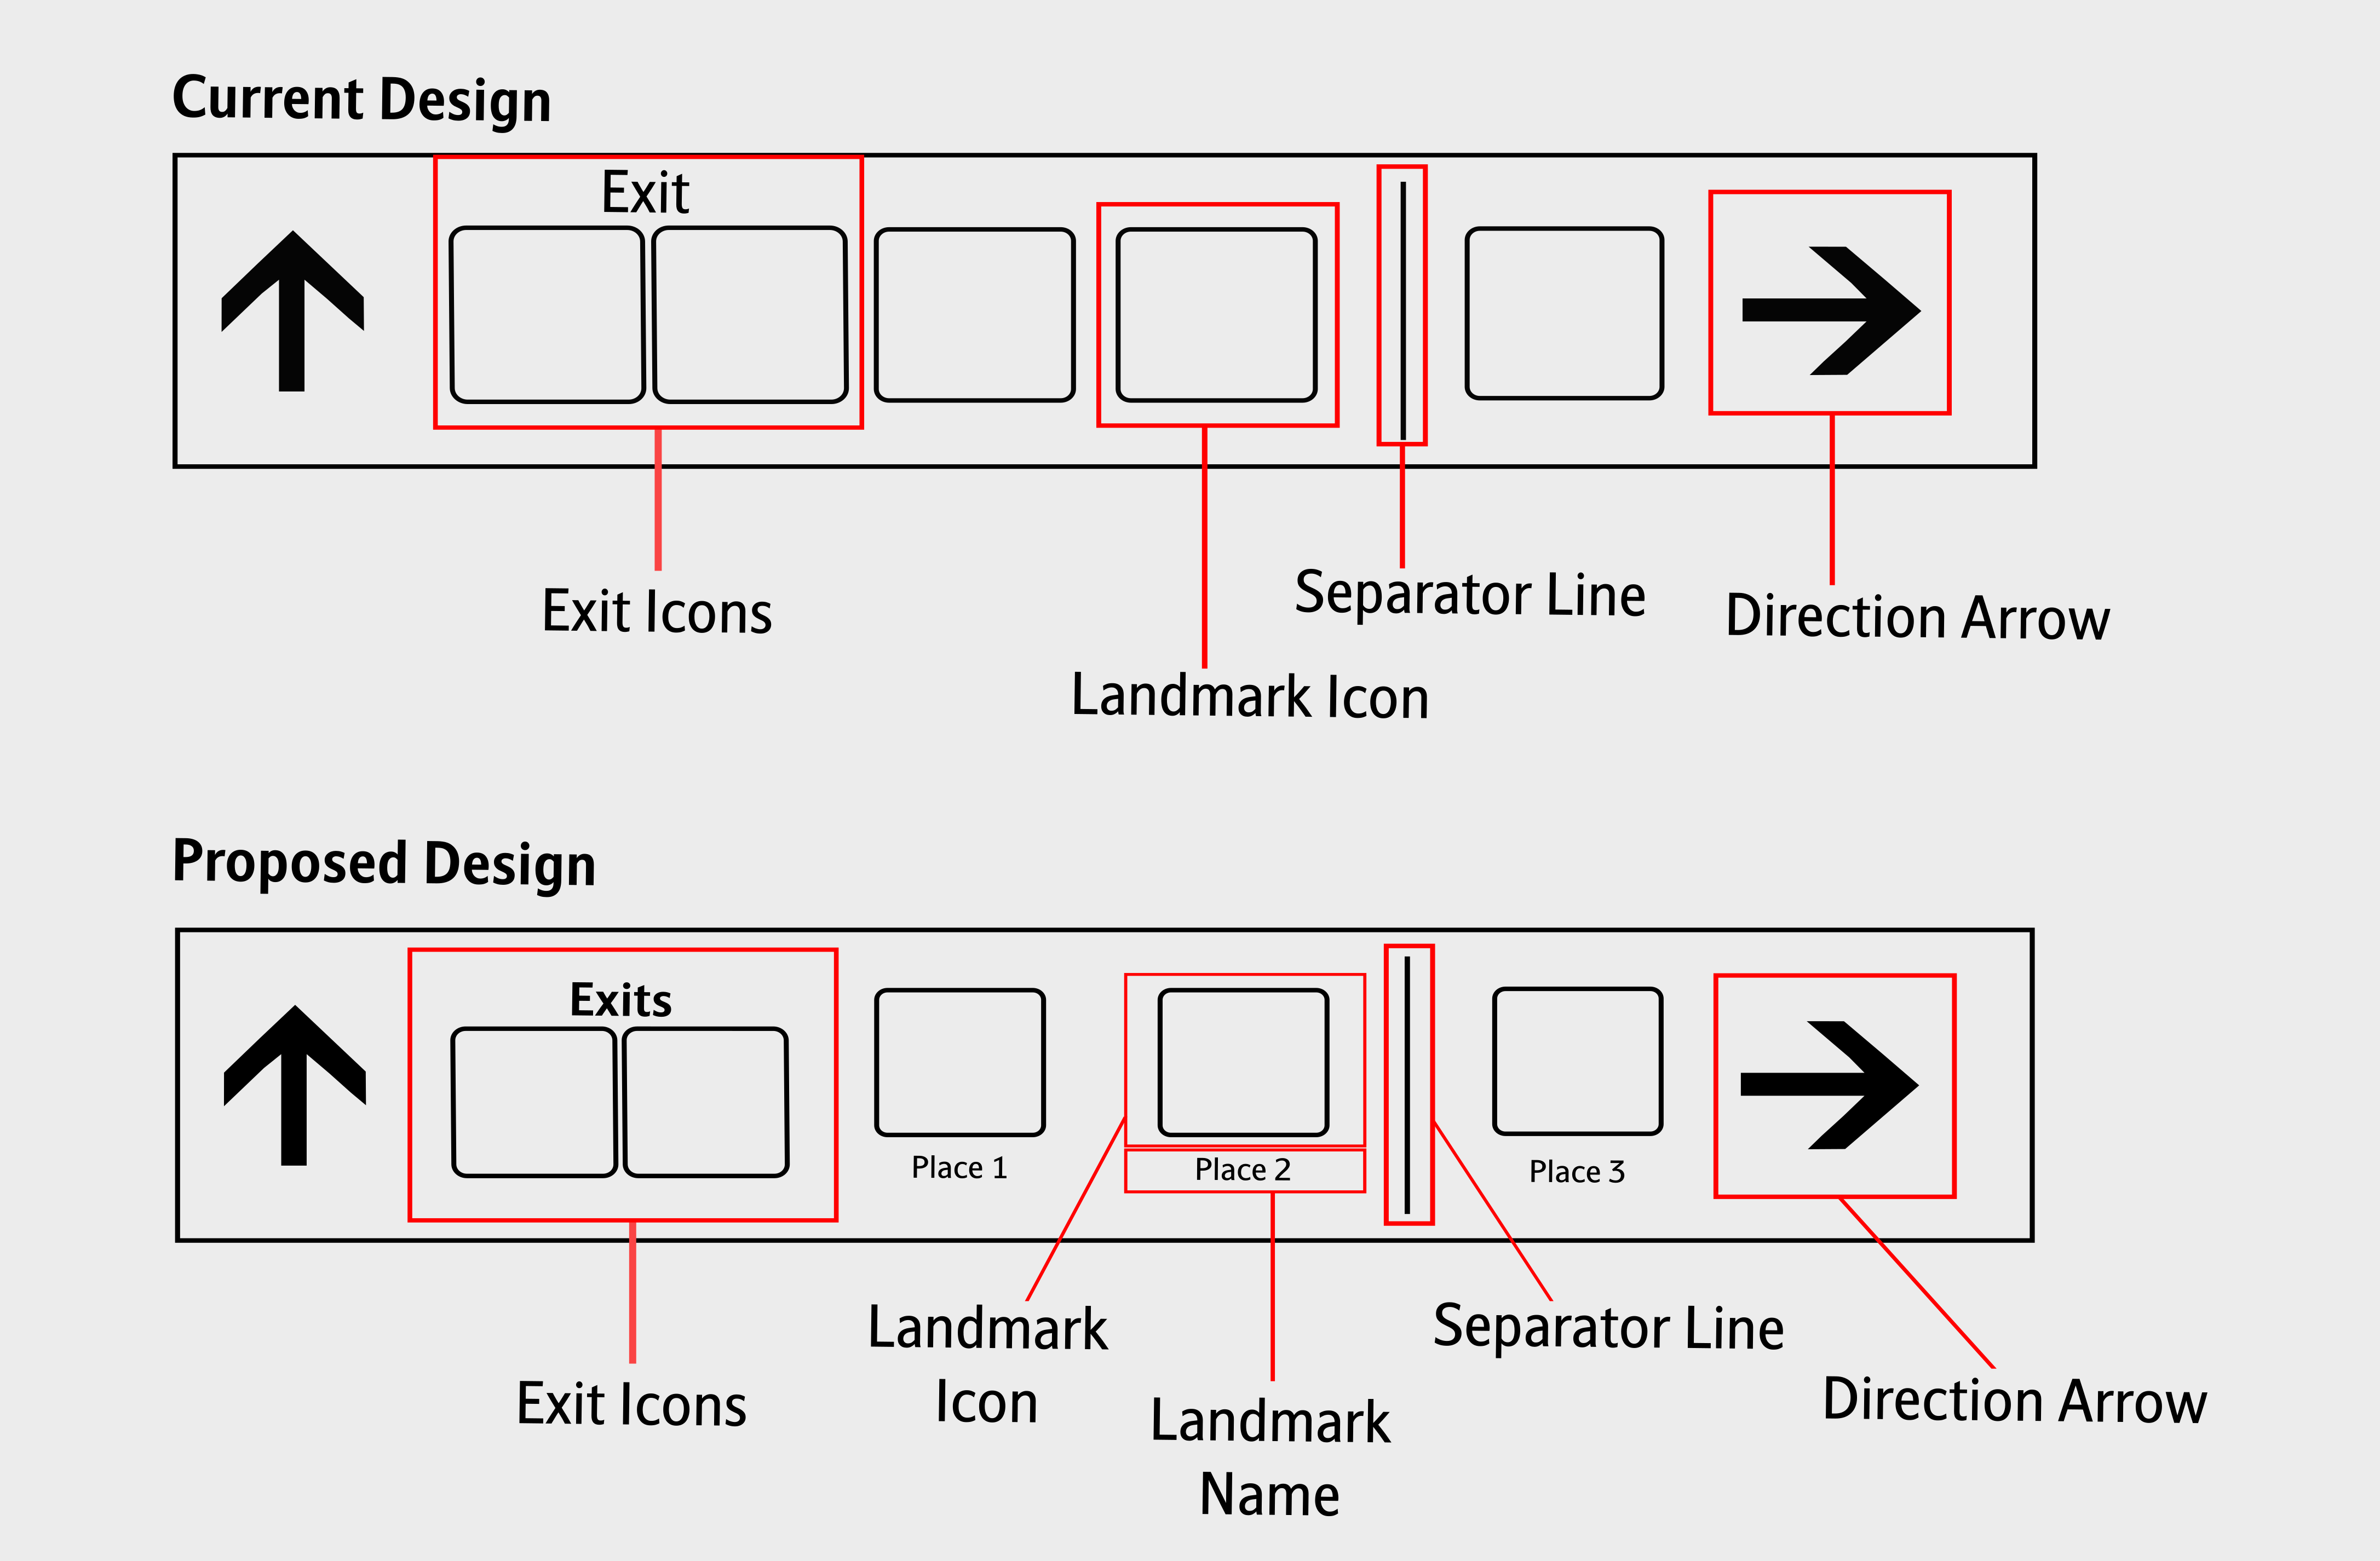 Current Design
Exit
Exit Icons
Separator Line
Direction Arrow
Landmark Icon
Proposed Design
Exits
Place 1
Place 2
Place 3
Landmark
Icon
Separator Line
Exit Icons
Landmark
Name
Direction Arrow